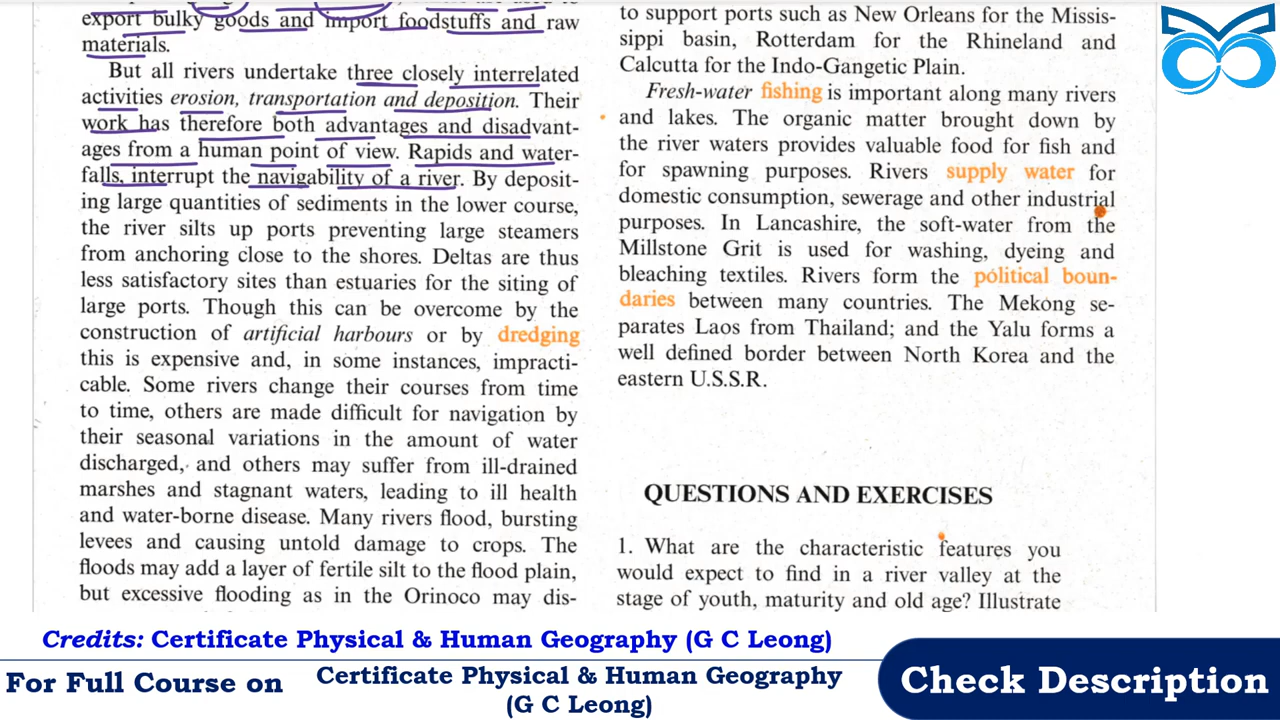 export bulky goods and import foodstuffs and raw
materials.
But all rivers undertake three closely interrelated
activities erosion, transportation and deposition. Their
work has therefore both advantages and disadvant-
ages from a human point of view. Rapids and water-
falls, interrupt the navigability of a river. By deposit-
ing large quantities of sediments in the lower course,
the river silts up ports preventing large steamers
from anchoring close to the shores. Deltas are thus
less satisfactory sites than estuaries for the siting of
large ports. Though this can be overcome by the
construction of artificial harbours or by dredging
this is expensive and, in some instances, impracti-
cable. Some rivers change their courses from time
to time, others are made difficult for navigation by
their seasonal variations in the amount of water
discharged, and others may suffer from ill-drained
marshes and stagnant waters, leading to ill health
and water-borne disease. Many rivers flood, bursting
levees and causing untold damage to crops. The
floods may add a layer of fertile silt to the flood plain,
but excessive flooding as in the Orinoco may dis-
to support ports such as New Orleans for the Missis-
sippi basin, Rotterdam for the Rhineland and
Calcutta for the Indo-Gangetic Plain.
Fresh-water fishing is important along many rivers
and lakes. The organic matter brought down by
the river waters provides valuable food for fish and
for spawning purposes. Rivers supply water for
domestic consumption, sewerage and other industrial
purposes. In Lancashire, the soft-water from the
Millstone Grit is used for washing, dyeing and
bleaching textiles. Rivers form the political boun-
daries between many countries. The Mekong se-
parates Laos from Thailand; and the Yalu forms a
well defined border between North Korea and the
eastern U.S.S.R.
QUESTIONS AND EXERCISES
1. What are the characteristic features you
would expect to find in a river valley at the
stage of youth, maturity and old age? Illustrate
Credits: Certificate Physical & Human Geography (G C Leong)
For Full Course on
Certificate Physical & Human Geography
(G C Leong)
Check Description